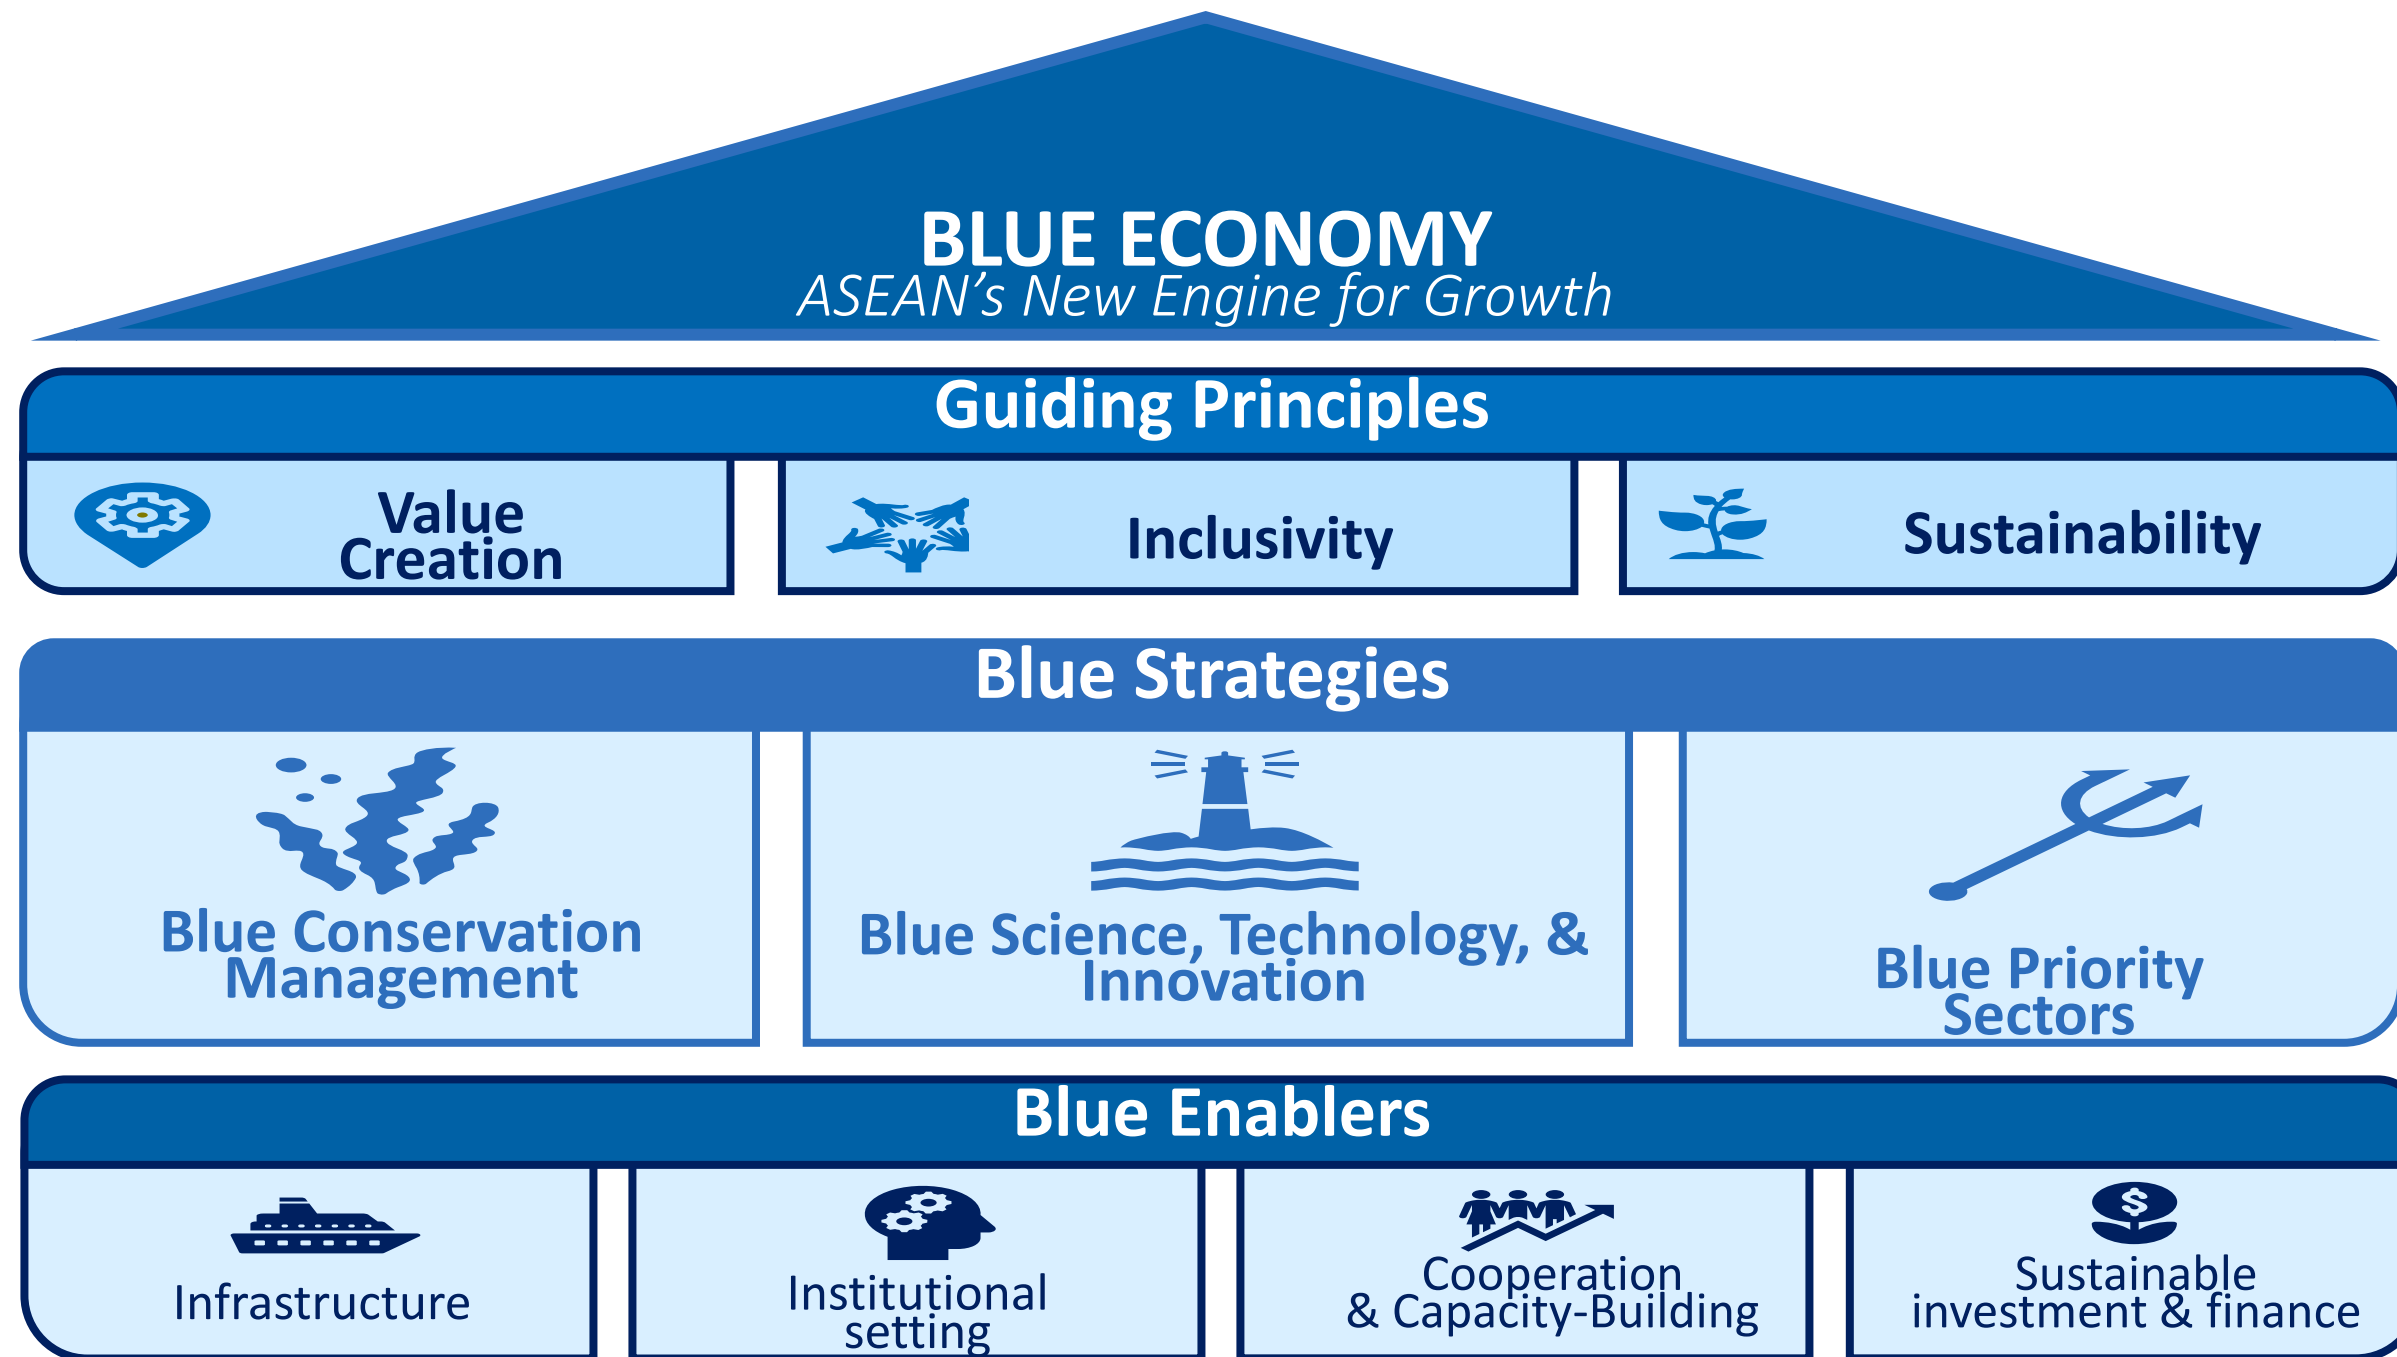 BLUE ECONOMY
ASEAN’s New Engine for Growth
Guiding Principles
Value
Creation
Inclusivity
Sustainability
Blue Strategies
Blue Conservation
Management
Blue Science, Technology, &
Innovation
Blue Priority
Sectors
Blue Enablers
Infrastructure
Institutional
setting
Cooperation
& Capacity-Building
$
Sustainable
investment & finance